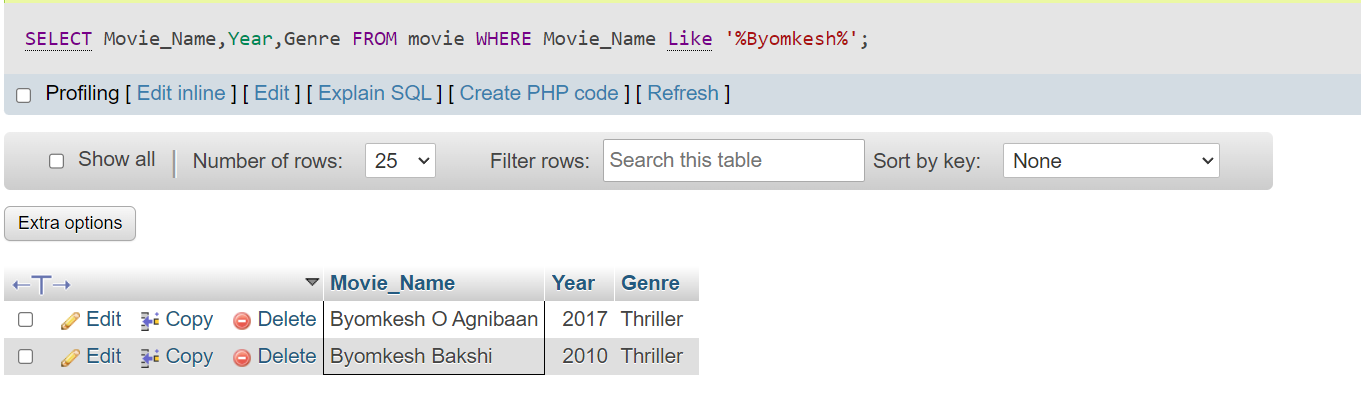 SELECT Movie_Name,Year,Genre FROM movie WHERE Movie_Name Like '%Byomkesh%';
Profiling [ Edit inline ] [ Edit ] [ Explain SQL ] [ Create PHP code ] [ Refresh ]
Show all | Number of rows: 25 Filter rows: Search this table Sort by key: None
Extra options
←T→ Movie_Name Year Genre
Edit Copy Delete Byomkesh O Agnibaan 2017 Thriller
Edit Copy Delete Byomkesh Bakshi 2010 Thriller